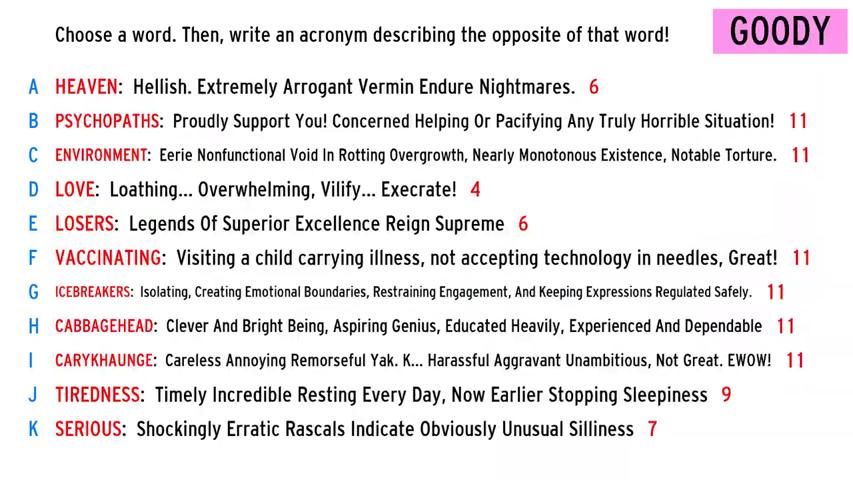 Choose a word. Then, write an acronym describing the opposite of that word!
GOODY
A HEAVEN: Hellish. Extremely Arrogant Vermin Endure Nightmares. 6
B PSYCHOPATHS: Proudly Support You! Concerned Helping Or Pacifying Any Truly Horrible Situation! 11
C ENVIRONMENT: Eerie Nonfunctional Void In Rotting Overgrowth, Nearly Monotonous Existence, Notable Torture. 11
D LOVE: Loathing... Overwhelming, Vilify... Execrate! 4
E LOSERS: Legends Of Superior Excellence Reign Supreme 6
F VACCINATING: Visiting a child carrying illness, not accepting technology in needles, Great! 11
G ICEBREAKERS: Isolating, Creating Emotional Boundaries, Restraining Engagement, And Keeping Expressions Regulated Safely. 11
H CABBAGEHEAD: Clever And Bright Being, Aspiring Genius, Educated Heavily, Experienced And Dependable 11
I CARYKHAUNGE: Careless Annoying Remorseful Yak. K... Harassful Aggravant Unambitious, Not Great. EWOW! 11
J TIREDNESS: Timely Incredible Resting Every Day, Now Earlier Stopping Sleepiness 9
K SERIOUS: Shockingly Erratic Rascals Indicate Obviously Unusual Silliness 7